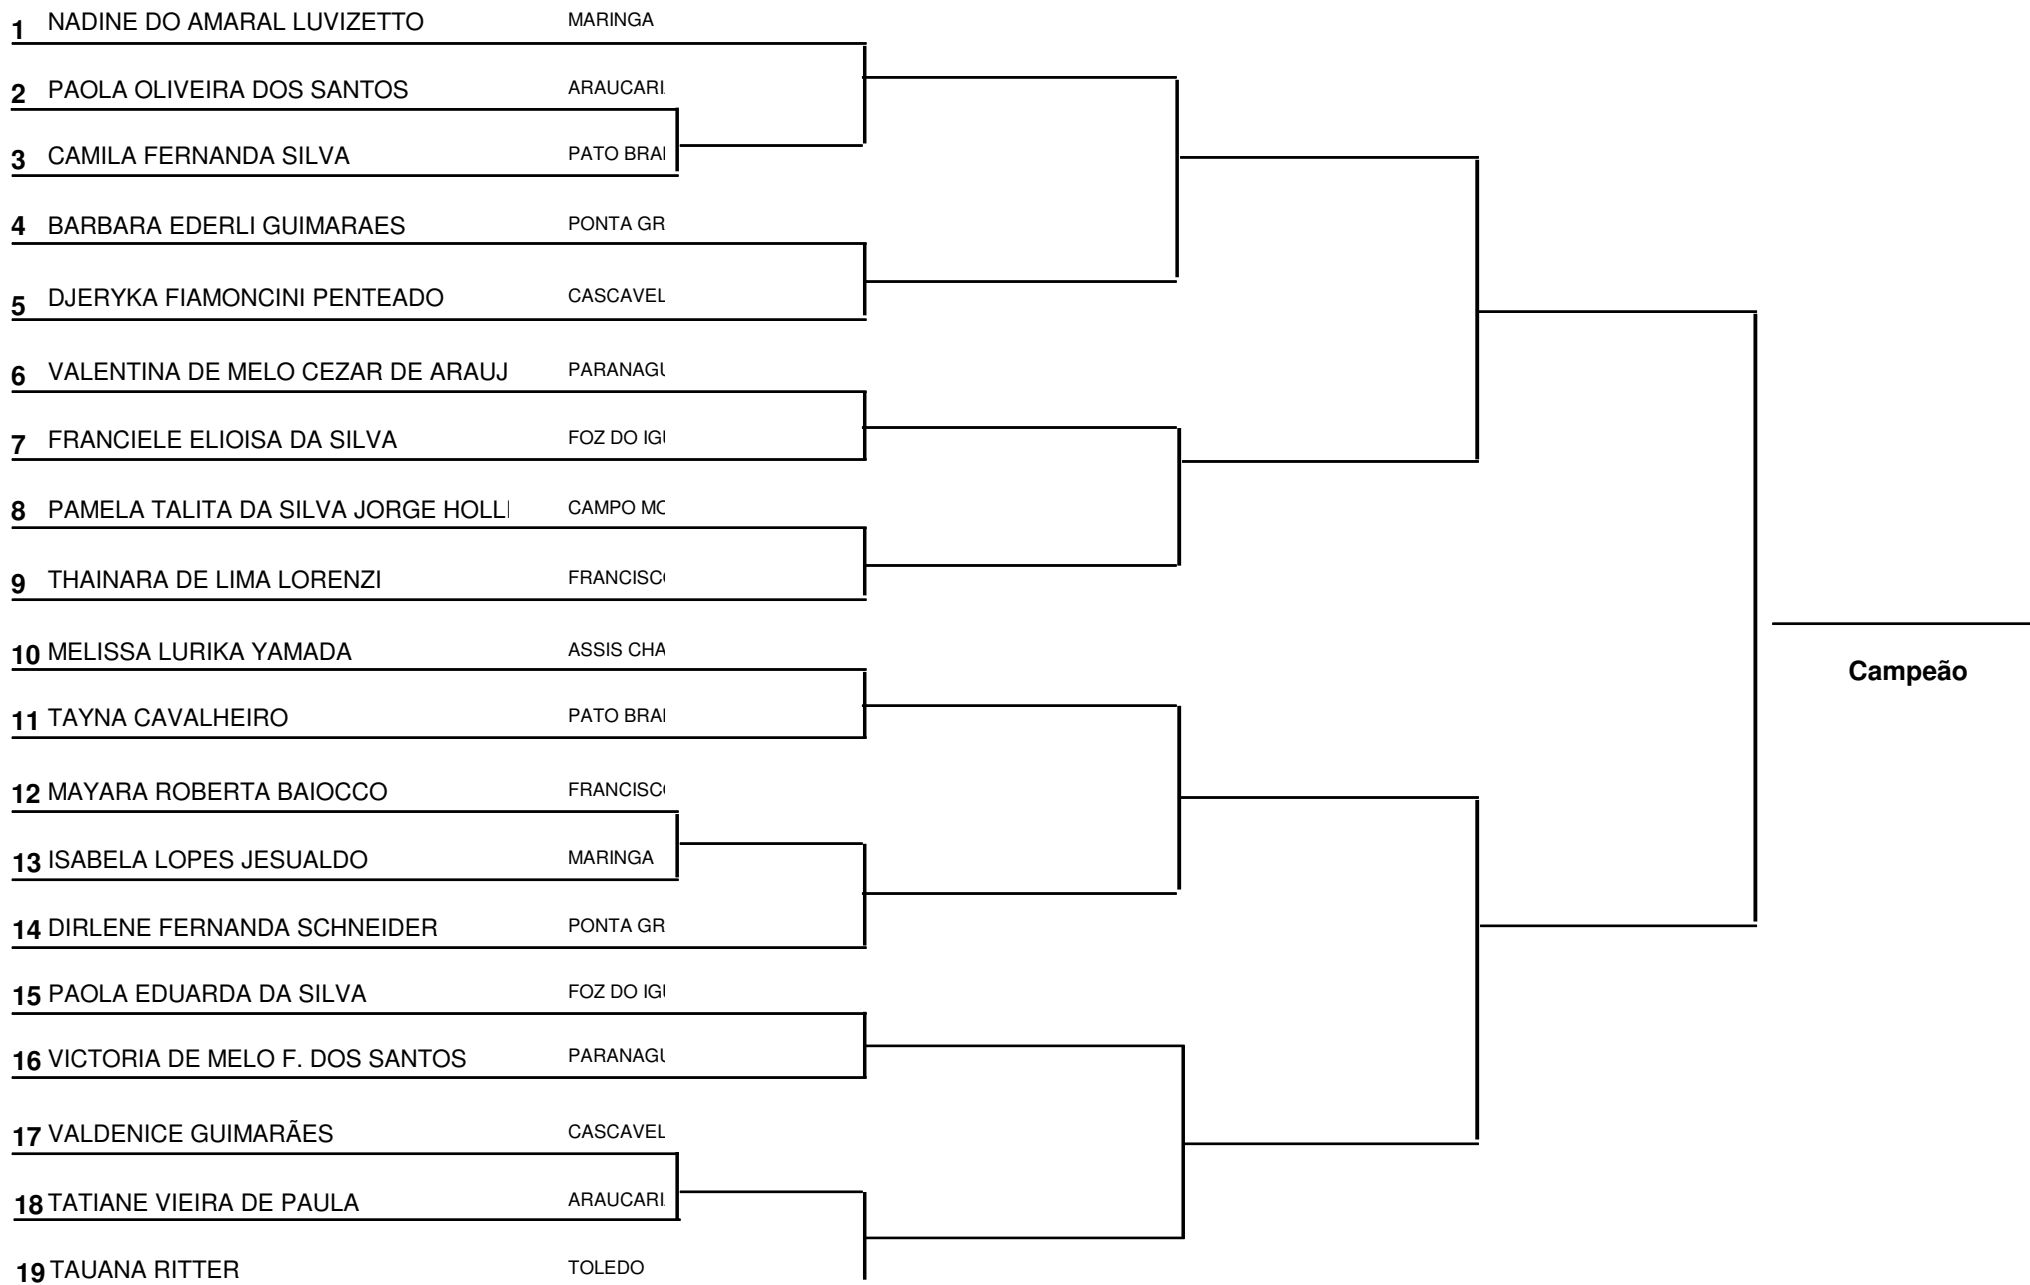 1 NADINE DO AMARAL LUVIZETTO MARINGA
2 PAOLA OLIVEIRA DOS SANTOS ARAUCARI
3 CAMILA FERNANDA SILVA PATO BRA
4 BARBARA EDERLI GUIMARAES PONTA GR
5 DJERYKA FIAMONCINI PENTEADO CASCAVEL
6 VALENTINA DE MELO CEZAR DE ARAUJ PARANAGU
7 FRANCIELE ELIOISA DA SILVA FOZ DO IGU
8 PAMELA TALITA DA SILVA JORGE HOLL CAMPO MO
9 THAINARA DE LIMA LORENZI FRANCISCO
Campeão
10 MELISSA LURIKA YAMADA ASSIS CHA
11 TAYNA CAVALHEIRO PATO BRA
12 MAYARA ROBERTA BAIOCCO FRANCISCO
13 ISABELA LOPES JESUALDO MARINGA
14 DIRLENE FERNANDA SCHNEIDER PONTA GR
15 PAOLA EDUARDA DA SILVA FOZ DO IGU
16 VICTORIA DE MELO F. DOS SANTOS PARANAGU
17 VALDENICE GUIMARÃES CASCAVEL
18 TATIANE VIEIRA DE PAULA ARAUCARI
19 TAUANA RITTER TOLEDO